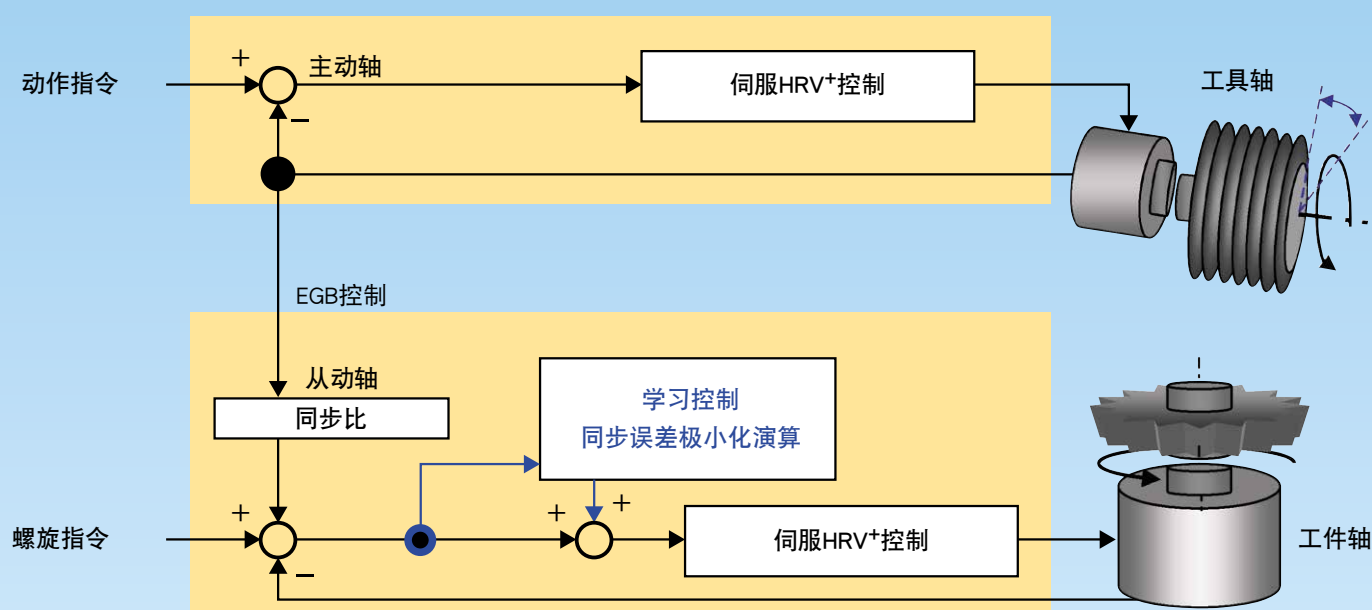 +
动作指令
主动轴
伺服HRV⁺控制
工具轴
−
EGB控制
从动轴
同步比
学习控制
同步误差极小化演算
+
+
+
螺旋指令
伺服HRV⁺控制
工件轴
−